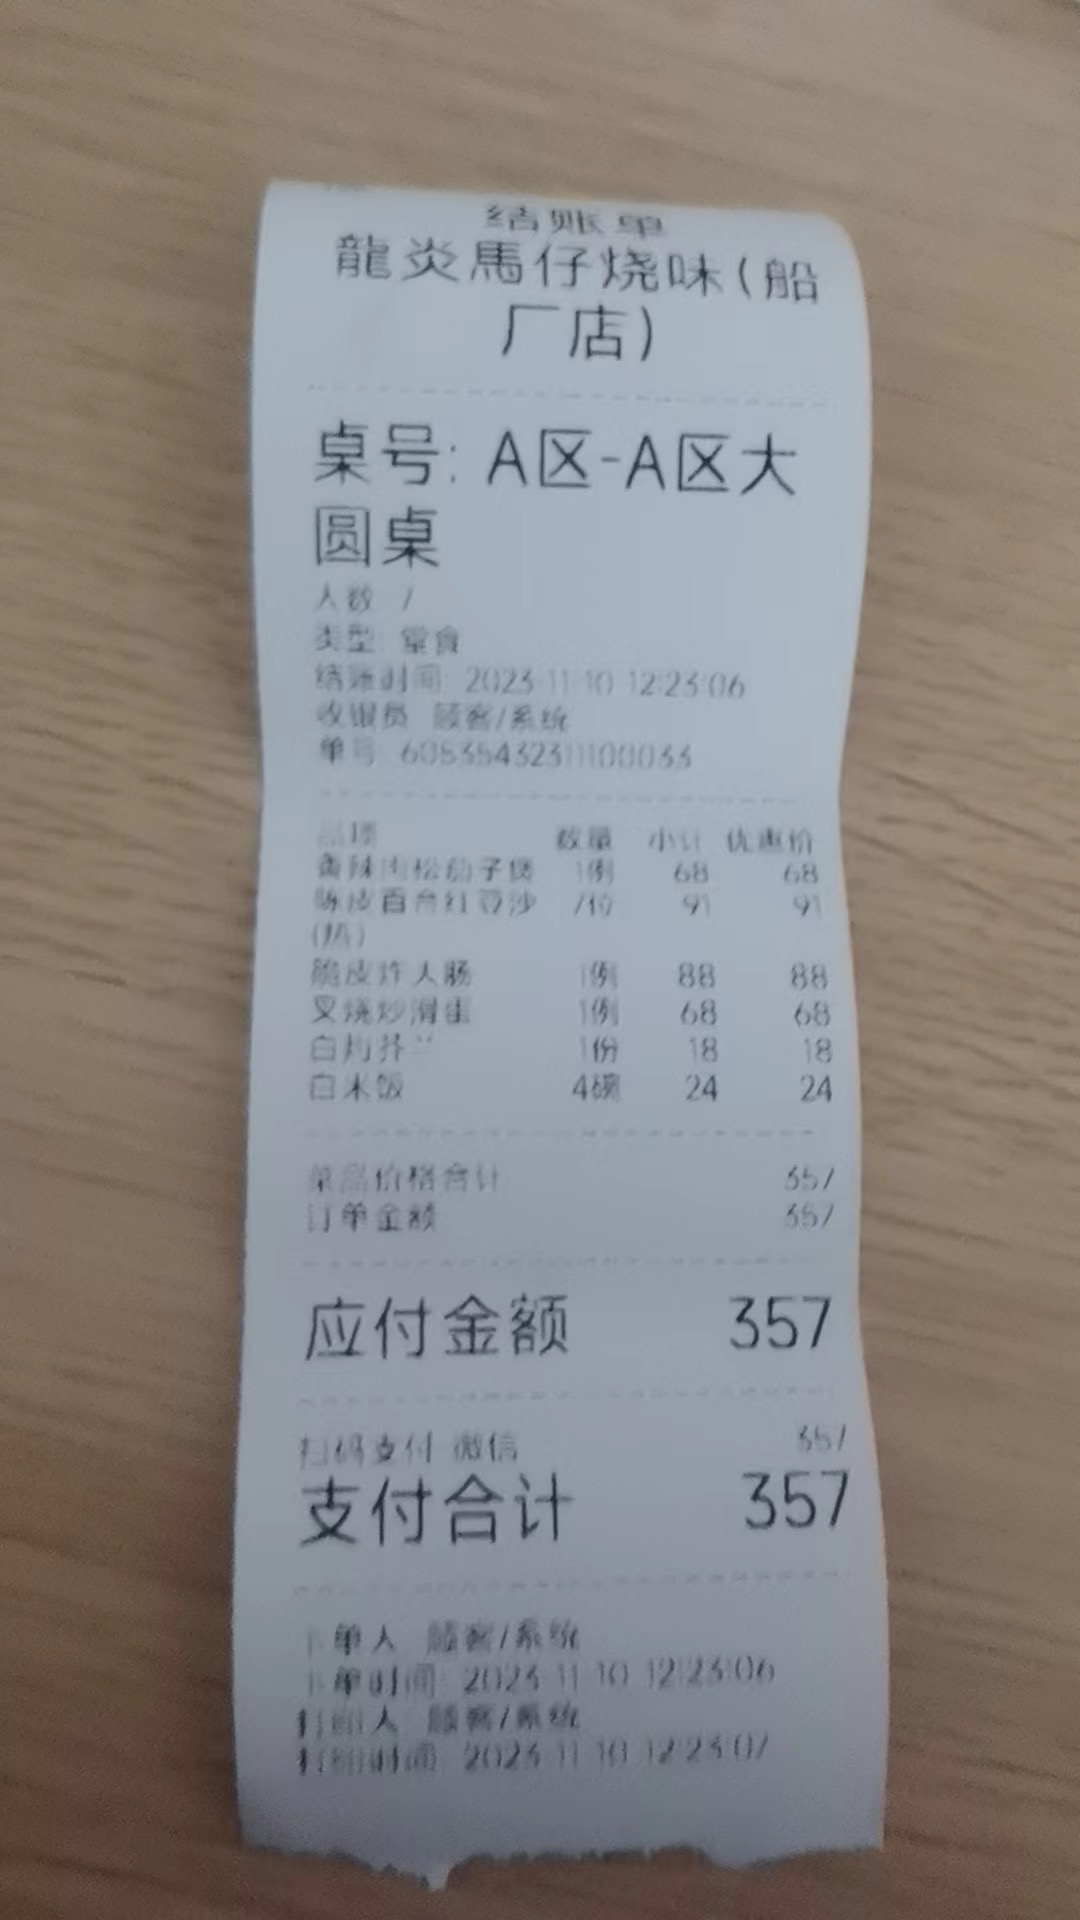 结账单
龍炎馬仔烧味(船
厂店)
桌号: A区-A区大
圆桌
人数 /
类型: 堂食
结账时间: 2023-11-10 12:23:06
收银员: 顾客/系统
单号: 60535432311100033
品项 数量 小计 优惠价
香辣肉松茄子煲 1例 68 68
陈皮百合红豆沙 7位 91 91
(热)
脆皮炸大肠 1例 88 88
叉烧炒滑蛋 1例 68 68
白灼芥兰 1份 18 18
白米饭 4碗 24 24
菜品价格合计 357
订单金额 357
应付金额 357
扫码支付-微信 357
支付合计 357
下单人: 顾客/系统
下单时间: 2023-11-10 12:23:06
打印人: 顾客/系统
打印时间: 2023-11-10 12:23:07